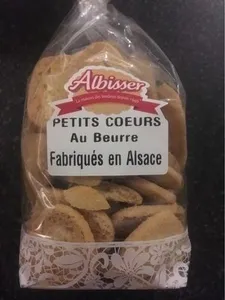 Albisser
PETITS COEURS
Au Beurre
Fabriqués en Alsace